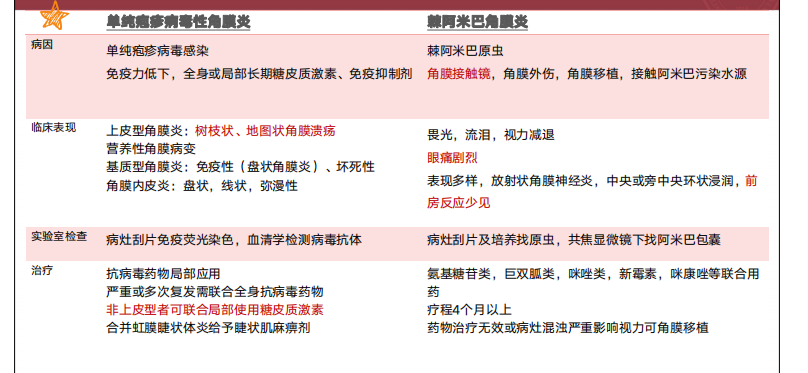 单纯疱疹病毒性角膜炎
棘阿米巴角膜炎
病因
单纯疱疹病毒感染
免疫力低下，全身或局部长期糖皮质激素、免疫抑制剂
棘阿米巴原虫
角膜接触镜，角膜外伤，角膜移植，接触阿米巴污染水源
临床表现
上皮型角膜炎：树枝状、地图状角膜溃疡
营养性角膜病变
基质型角膜炎：免疫性（盘状角膜炎）、坏死性
角膜内皮炎：盘状，线状，弥漫性
畏光，流泪，视力减退
眼痛剧烈
表现多样，放射状角膜神经炎，中央或旁中央环状浸润，前
房反应少见
实验室检查
病灶刮片免疫荧光染色，血清学检测病毒抗体
病灶刮片及培养找原虫，共焦显微镜下找阿米巴包囊
治疗
抗病毒药物局部应用
严重或多次复发需联合全身抗病毒药物
非上皮型者可联合局部使用糖皮质激素
合并虹膜睫状体炎给予睫状肌麻痹剂
氨基糖苷类，巨双胍类，咪唑类，新霉素，咪康唑等联合用
药
疗程4个月以上
药物治疗无效或病灶混浊严重影响视力可角膜移植